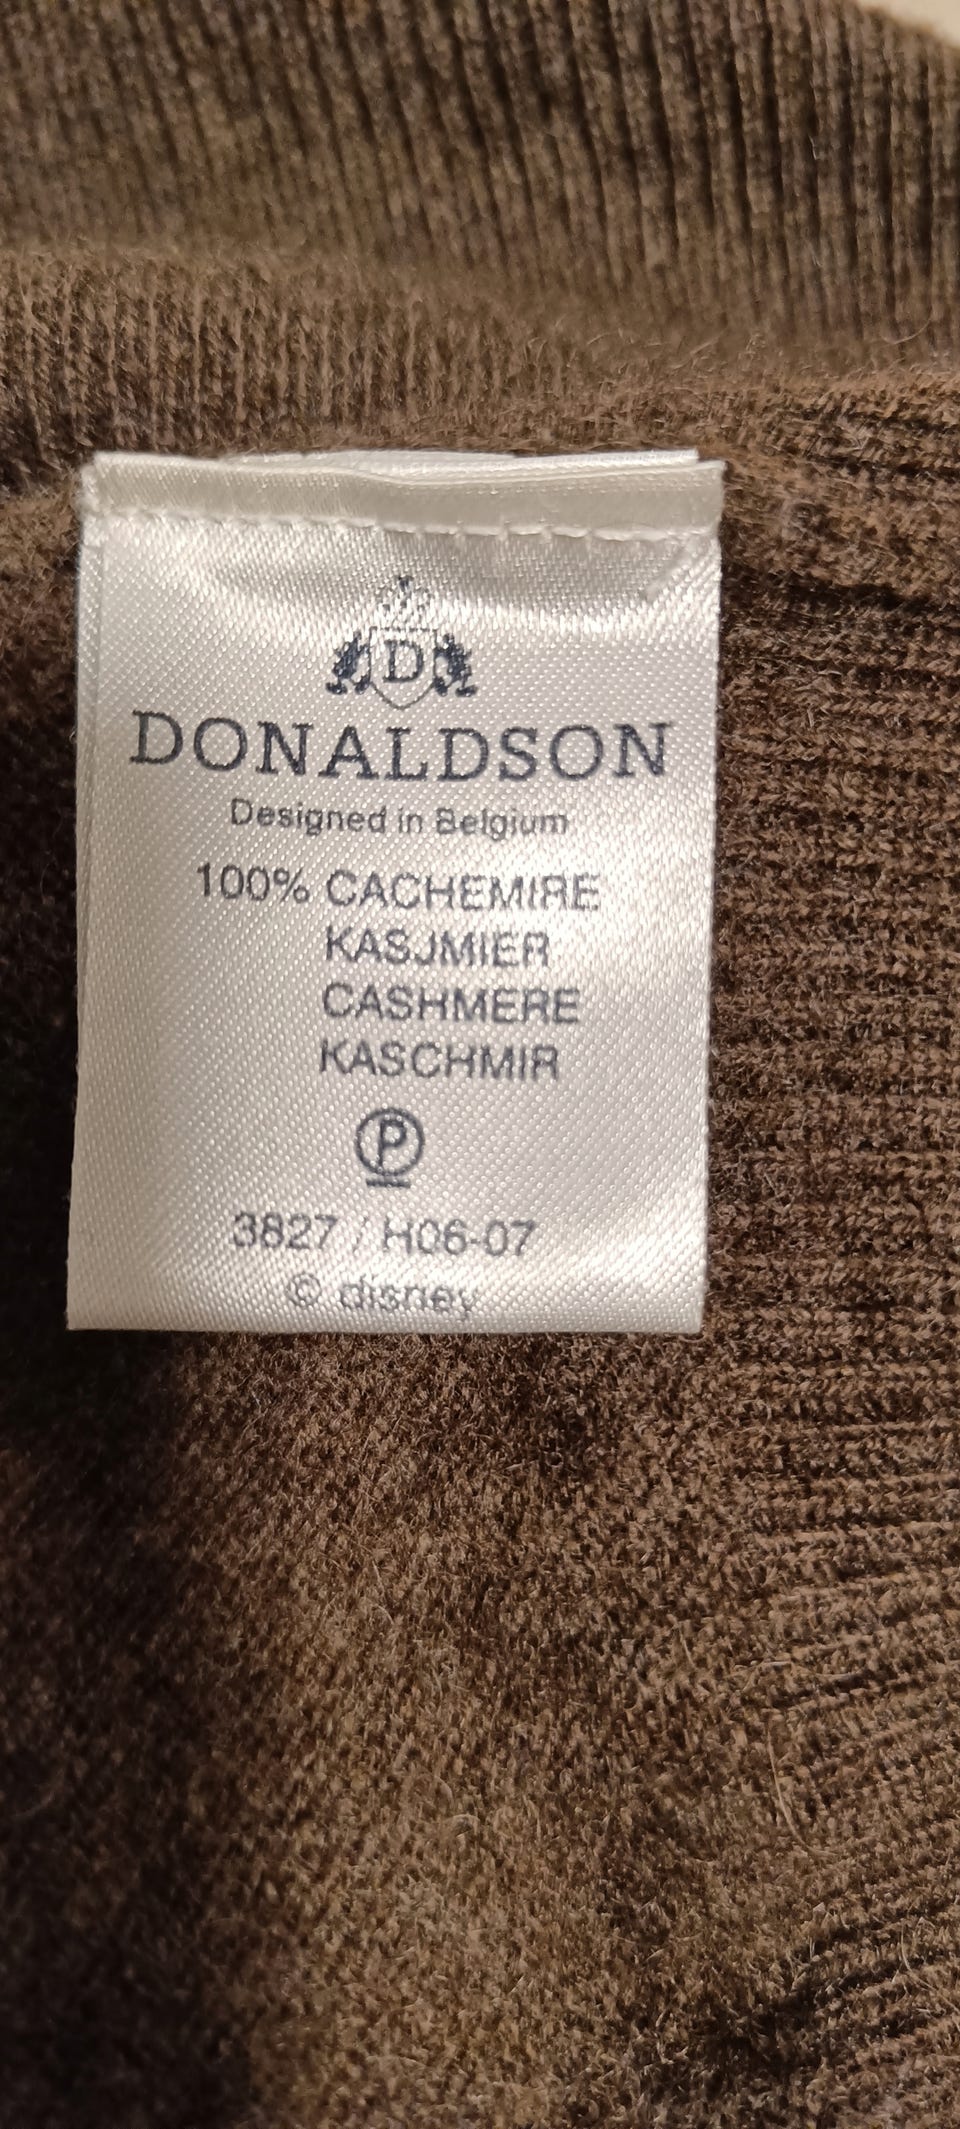 D
DONALDSON
Designed in Belgium
100% CACHEMIRE
KASJMIER
CASHMERE
KASCHMIR
P
3827 / H06-07
© disney